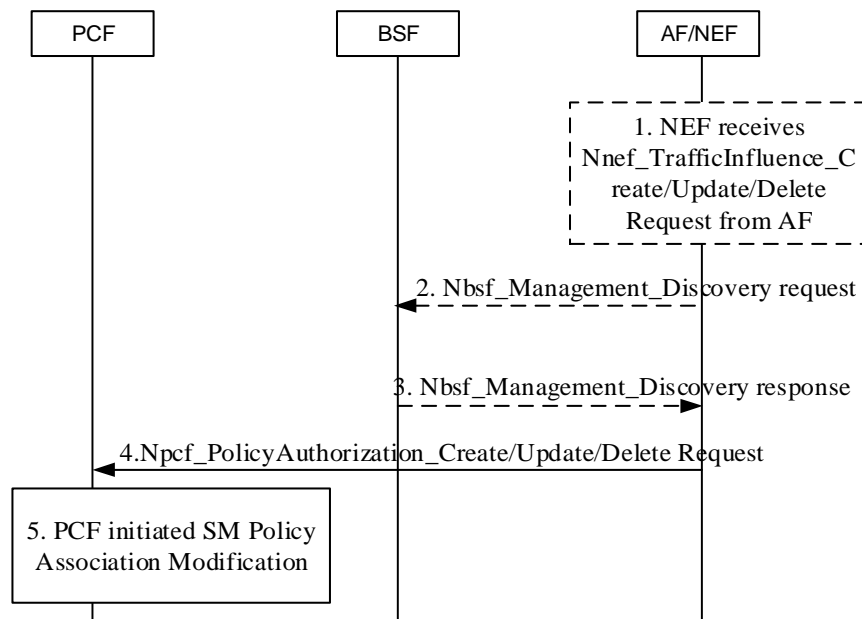 PCF
BSF
AF/NEF
1. NEF receives
Nnef_TrafficInfluence_C
reate/Update/Delete
Request from AF
2. Nbsf_Management_Discovery request
3. Nbsf_Management_Discovery response
4.Npcf_PolicyAuthorization_Create/Update/Delete Request
5. PCF initiated SM Policy
Association Modification